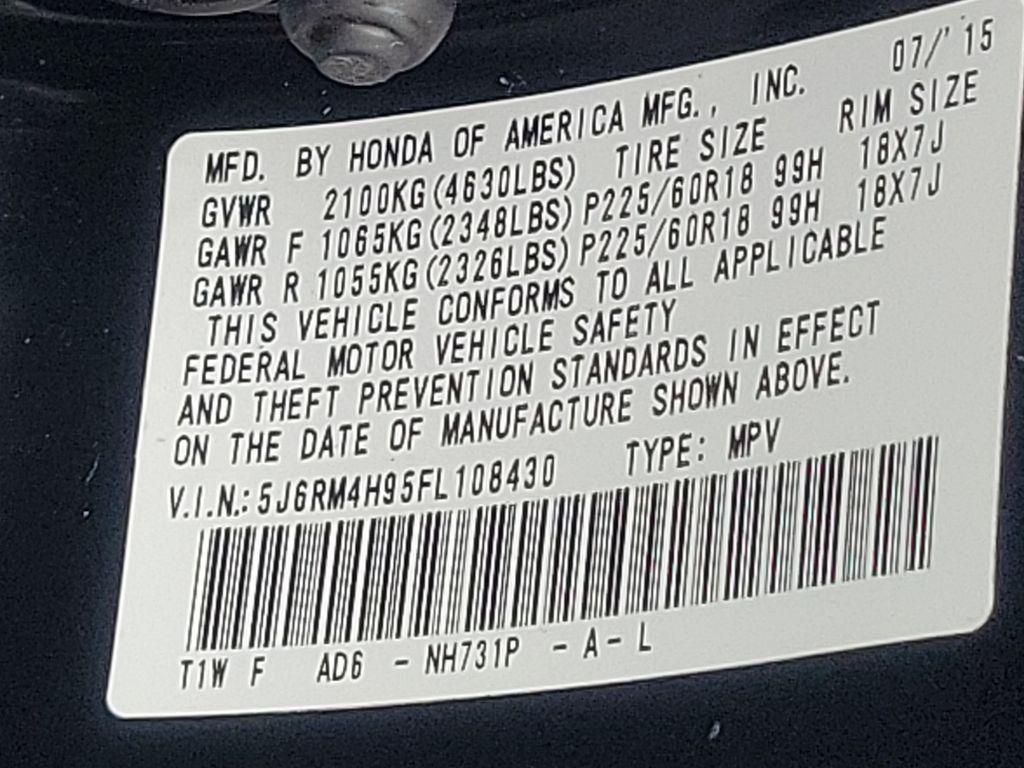 07/'15
MFD. BY HONDA OF AMERICA MFG., INC.
GVWR 2100KG(4630LBS) TIRE SIZE RIM SIZE
GAWR F 1065KG(2348LBS) P225/60R18 99H 18X7J
GAWR R 1055KG(2326LBS) P225/60R18 99H 18X7J
THIS VEHICLE CONFORMS TO ALL APPLICABLE
FEDERAL MOTOR VEHICLE SAFETY
AND THEFT PREVENTION STANDARDS IN EFFECT
ON THE DATE OF MANUFACTURE SHOWN ABOVE.
V.I.N.: 5J6RM4H95FL108430 TYPE: MPV
T1W F AD6 - NH731P - A - L